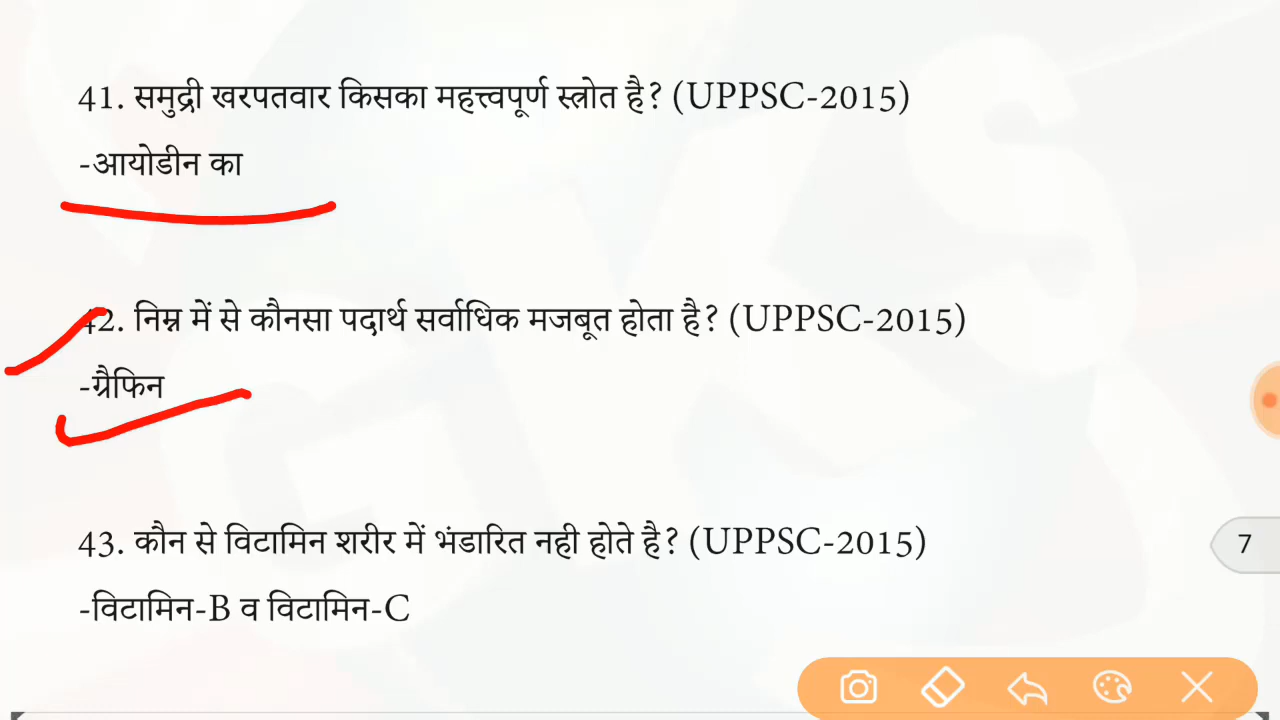 41. समुद्री खरपतवार किसका महत्त्वपूर्ण स्त्रोत है? (UPPSC-2015)
-आयोडीन का
42. निम्न में से कौनसा पदार्थ सर्वाधिक मजबूत होता है? (UPPSC-2015)
-ग्रैफिन
43. कौन से विटामिन शरीर में भंडारित नही होते है? (UPPSC-2015)
7
-विटामिन-B व विटामिन-C